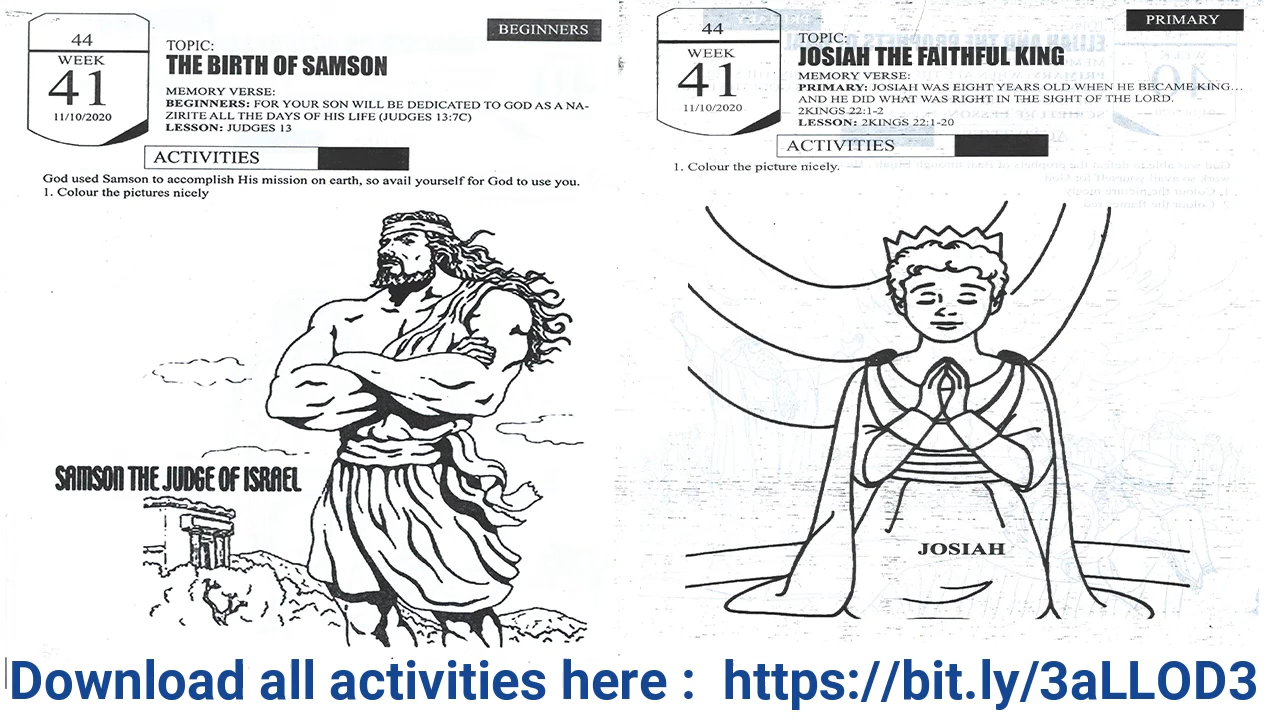 BEGINNERS
44
WEEK
41
11/10/2020
TOPIC:
THE BIRTH OF SAMSON
MEMORY VERSE:
BEGINNERS: FOR YOUR SON WILL BE DEDICATED TO GOD AS A NA-
ZIRITE ALL THE DAYS OF HIS LIFE (JUDGES 13:7C)
LESSON: JUDGES 13
ACTIVITIES
God used Samson to accomplish His mission on earth, so avail yourself for God to use you.
1. Colour the pictures nicely
SAMSON THE JUDGE OF ISRAEL
PRIMARY
44
WEEK
41
11/10/2020
TOPIC:
JOSIAH THE FAITHFUL KING
MEMORY VERSE:
PRIMARY: JOSIAH WAS EIGHT YEARS OLD WHEN HE BECAME KING...
AND HE DID WHAT WAS RIGHT IN THE SIGHT OF THE LORD.
2KINGS 22:1-2
LESSON: 2KINGS 22:1-20
ACTIVITIES
1. Colour the picture nicely.
JOSIAH
Download all activities here : https://bit.ly/3aLLOD3